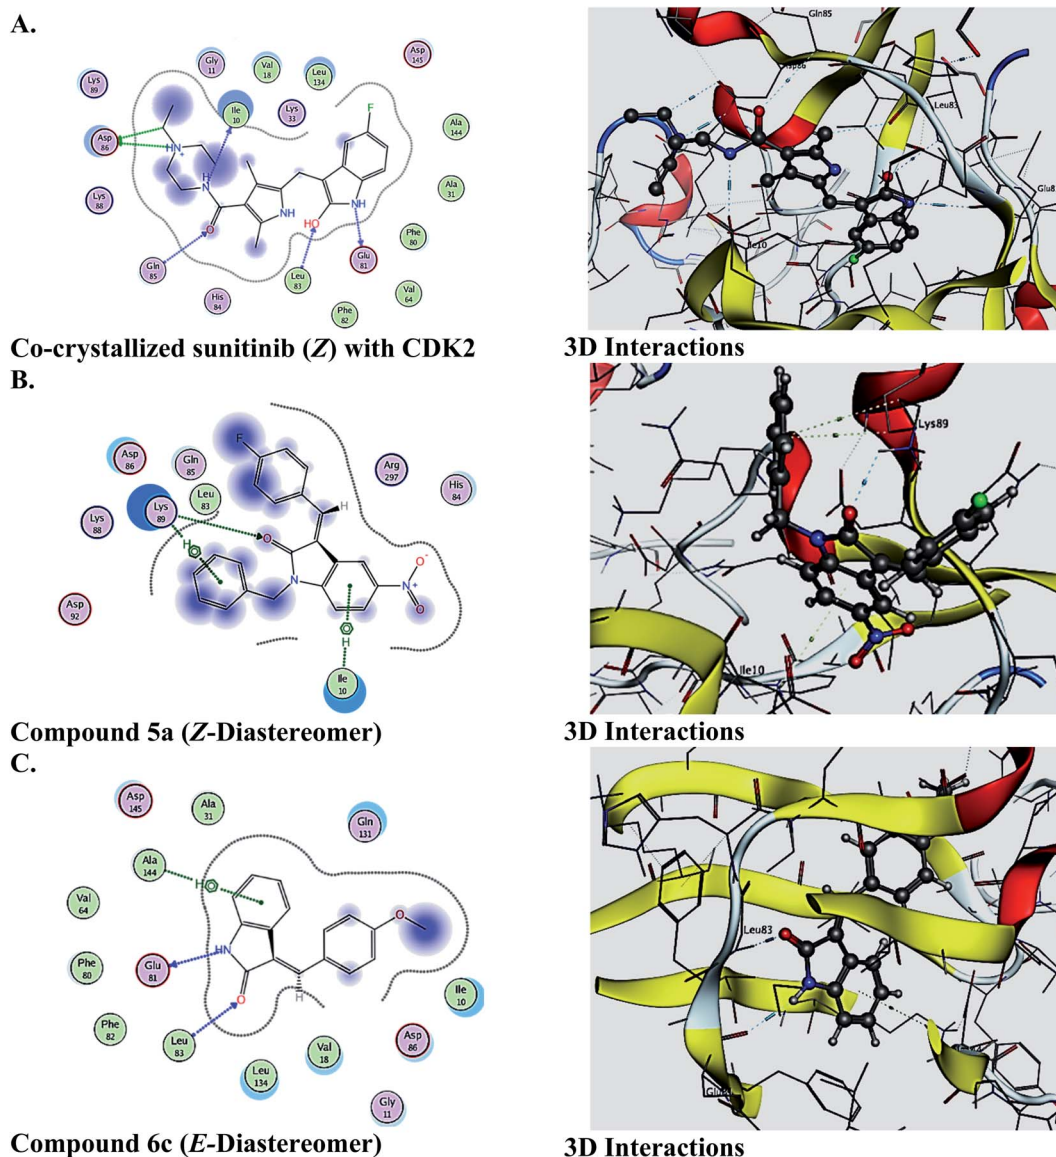 A.
Gly 11
Val 18
Leu 134
Asp 145
Lys 89
Ile 10
Lys 33
F
Asp 86
HN+
Ala 144
Lys 88
N
H
NH
HO
NH
Ala 31
O
Gln 85
Leu 83
Glu 81
Phe 80
His 84
Phe 82
Val 64
Gln85
Asp86
Leu83
Ile10
Co-crystallized sunitinib (Z) with CDK2
3D Interactions
B.
F
Asp 86
Gln 85
Arg 297
His 84
Lys 88
Lys 89
Leu 83
H
H
O
O-
N+
O
N
Asp 92
H
Ile 10
Lys89
Ile10
Compound 5a (Z-Diastereomer)
3D Interactions
C.
Asp 145
Ala 31
Gln 131
Ala 144
H
Val 64
O
NH
Phe 80
Glu 81
O
H
Ile 10
Phe 82
Leu 83
Val 18
Asp 86
Leu 134
Gly 11
Leu83
Compound 6c (E-Diastereomer)
3D Interactions